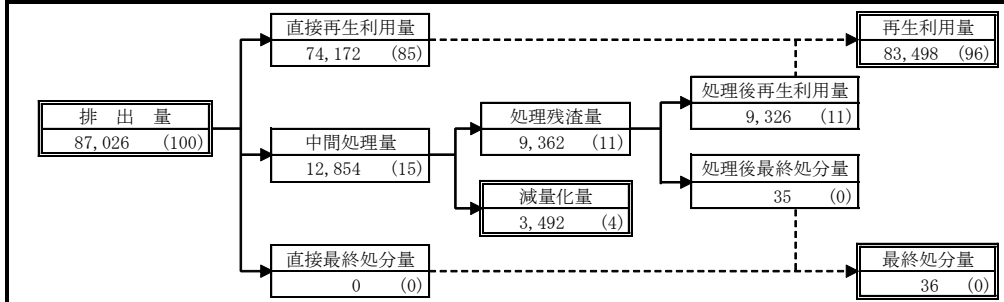 直接再生利用量
74,172 (85)
再生利用量
83,498 (96)
処理後再生利用量
9,326 (11)
排 出 量
87,026 (100)
処理残渣量
9,362 (11)
中間処理量
12,854 (15)
処理後最終処分量
35 (0)
減量化量
3,492 (4)
直接最終処分量
0 (0)
最終処分量
36 (0)